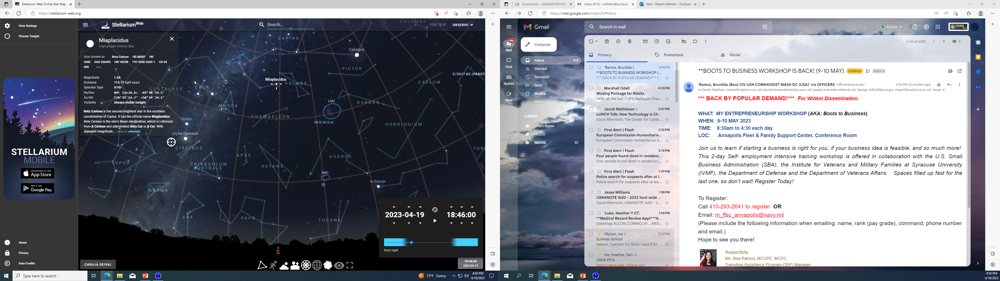 Stellarium Web Online Star Map
https://stellarium-web.org
View Settings
Planets Tonight
STELLARIUM
MOBILE
Download on the
App Store
GET IT ON
Google Play
About
Privacy
Data Credits
StellariumWeb
Search...
FOV 76.9°
OBSERVE
Miaplacidus
High proper-motion Star
Also known as Beta Carinae HD 80007 HR
3685 SAO 250495 HIP 45238 TYC 9200-2603-1 CD-69
600
Magnitude 1.66
Distance 113.17 light years
Spectral Type A1III-
Ra/Dec 09h 13m26.6s -69°48'59.5"
Az/Alt 178°25'14.7" +50°54'24.1"
Visibility Always visible tonight
Beta Carinae is the second-brightest star in the southern
constellation of Carina. It has the official name Miaplacidus;
Beta Carinae is the star's Bayer designation, which is Latinised
from β Carinae and abbreviated Beta Car or β Car. With
apparent magnitude... more on wikipedia
COLUMBA
CARINA
Canopus
PICTOR
C/2017 K2 (PANST
Miaplacidus
VOLANS
CAELUM
CENTAURUS
CRUX
LMC
DORADO
MUSCA
CHAMAELEON
MENSA
HOROLOGIUM
Hadar
Alpha Centauri
CIRCINUS
FOR
APUS
HYDRUS
LUPUS
TRIANGULUM
AUSTRALE
OCTANS
SMC
Achernar
NORMA
ARA
PAVO
TUCANA
S
105°
120°
255°
240°
+20°
2023-04-19 18:46:00
Dark night
CARAJÁ SEIVAL
18:46:00
2023-04-19
Type here to search
73°F Sunny
4:50 PM
4/18/2023
Homeworks – NAVIGATION AND
Inbox (413) - rwilhelm@usna.edu
Mail - Robert Wilhelm - Outlook
https://mail.google.com/mail/u/0/#inbox
Gmail
Search in mail
Active
USNA
Apps
99+
Mail
Chat
Spaces
Meet
Compose
Inbox 413
Starred
Snoozed
Sent
Drafts 5
More
Labels
Chart Room
NN210
NN310 52
1–50 of 3,280
Primary
Promotions
Social
'Ramos, Brunilda (. 4:36 PM
**BOOTS TO BUSINESS WORKSHOP I...
*** BACK BY POPULAR DEMAND!*** F...
Marshall Odell 4:23 PM
Missing Package for Nimitz
Hello all, We had 2 UPS Packages (trac...
Jacob Mathieson 2 3:57 PM
LUNCH Talk: How Technology is Ch...
Good Afternoon, The Center for Cyber...
First Alert | Flash 2:33 PM
European Commission Humanitaria...
European Commission Humanitarian A...
First Alert | Flash 2:14 PM
Four people found dead in residenc...
Four people found dead in residence i...
First Alert | Flash 1:39 PM
Police search for suspects after at l...
Police search for suspects after at lea...
Jesse Williams 1:38 PM
USNANOTE 1650 - 2023 Yard-wide ...
Good Afternoon, USNANOTE 1650 - 2...
'Luke, Heather Y CT. 1:34 PM
**Medical Record Review Appt***A...
Greetings ALCON: COMING UP.... MED...
Allyson, me 2 12:01 PM
Summer School
Nelson, 1 section for Block 1 and 3 for ...
me, Heather, Dan 12
USNA PSTs
Sent 5 days ago. Follow up?
**BOOTS TO BUSINESS WORKSHOP IS BACK! (9-10 MAY) External Inbox x
'Ramos, Brunilda (Bea) CIV USN COMNAVDIST WASH DC (USA)' via OFFICERS <officers@usna.edu> 4:36 PM (12 minutes ago)
to Daniel, Matthew, rlrempf@radium.ncsc.mil, donald.bowers@marines.usmc.mil, joseph.e.almeida.mil@mail.mil, George, bdholl3@nsa.gov, respin2@radium.ncsc.mil, xtespi
*** BACK BY POPULAR DEMAND!*** For Widest Dissemination.
WHAT: MY ENTREPRENEURSHIP WORKSHOP (AKA: Boots to Business)
WHEN: 9-10 MAY 2023
TIME: 8:30am to 4:30 each day
LOC: Annapolis Fleet & Family Support Center, Conference Room
Join us to learn if starting a business is right for you, if your business idea is feasible, and so much more!
This 2-day Self- employment intensive training workshop is offered in collaboration with the U.S. Small
Business Administration (SBA), the Institute for Veterans and Military Families at Syracuse University
(IVMF), the Department of Defense and the Department of Veterans Affairs. Spaces filled up fast for the
last one, so don't wait! Register Today!
To Register:
Call 410-293-2641 to register OR
Email: m_ffsc_annapolis@navy.mil
(Please include the following information when emailing: name, rank (pay grade), command, phone number
and email.)
Hope to see you there!
Respectfully,
Ms. Bea Ramos, NCOPE, MCPC
Transition Assistance Program (TAP) Manager
4:50 PM
4/18/2023